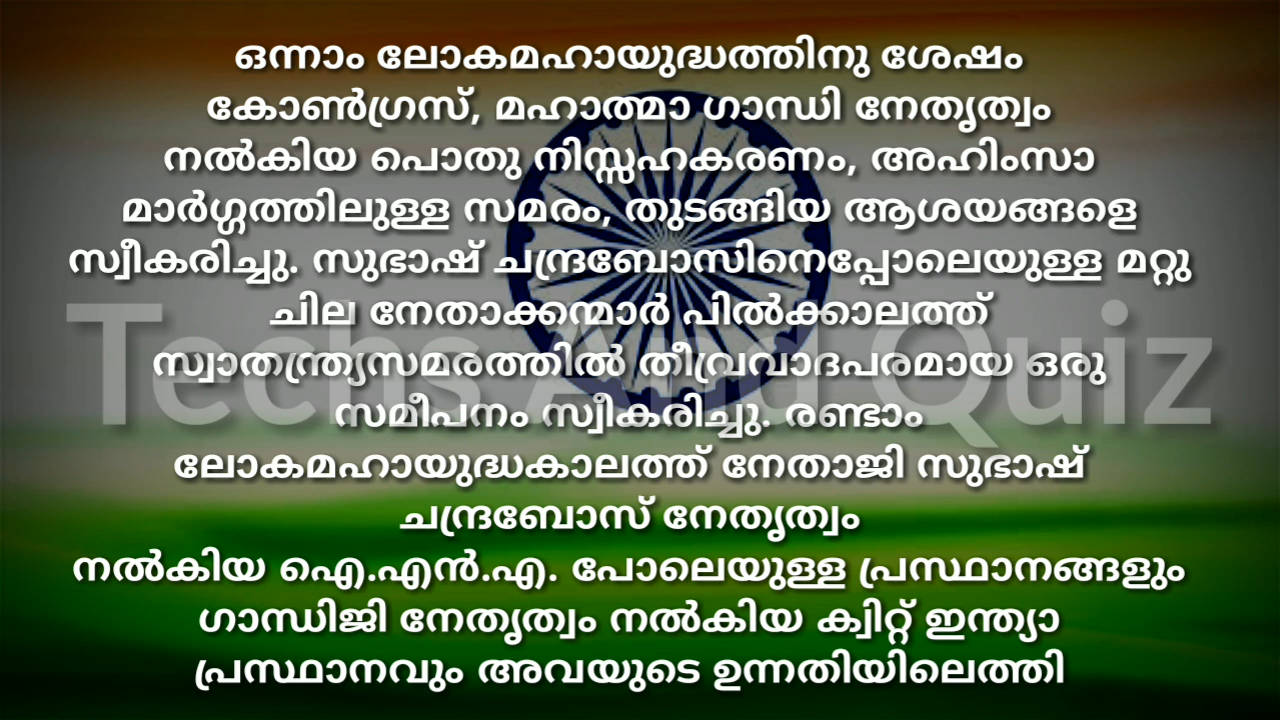 ഒന്നാം ലോകമഹായുദ്ധത്തിനു ശേഷം
കോൺഗ്രസ്, മഹാത്മാ ഗാന്ധി നേതൃത്വം
നൽകിയ പൊതു നിസ്സഹകരണം, അഹിംസാ
മാർഗ്ഗത്തിലുള്ള സമരം, തുടങ്ങിയ ആശയങ്ങളെ
സ്വീകരിച്ചു. സുഭാഷ് ചന്ദ്രബോസിനെപ്പോലെയുള്ള മറ്റു
ചില നേതാക്കന്മാർ പിൽക്കാലത്ത്
സ്വാതന്ത്ര്യസമരത്തിൽ തീവ്രവാദപരമായ ഒരു
സമീപനം സ്വീകരിച്ചു. രണ്ടാം
ലോകമഹായുദ്ധകാലത്ത് നേതാജി സുഭാഷ്
ചന്ദ്രബോസ് നേതൃത്വം
നൽകിയ ഐ.എൻ.എ. പോലെയുള്ള പ്രസ്ഥാനങ്ങളും
ഗാന്ധിജി നേതൃത്വം നൽകിയ ക്വിറ്റ് ഇന്ത്യാ
പ്രസ്ഥാനവും അവയുടെ ഉന്നതിയിലെത്തി
Techs And Quiz